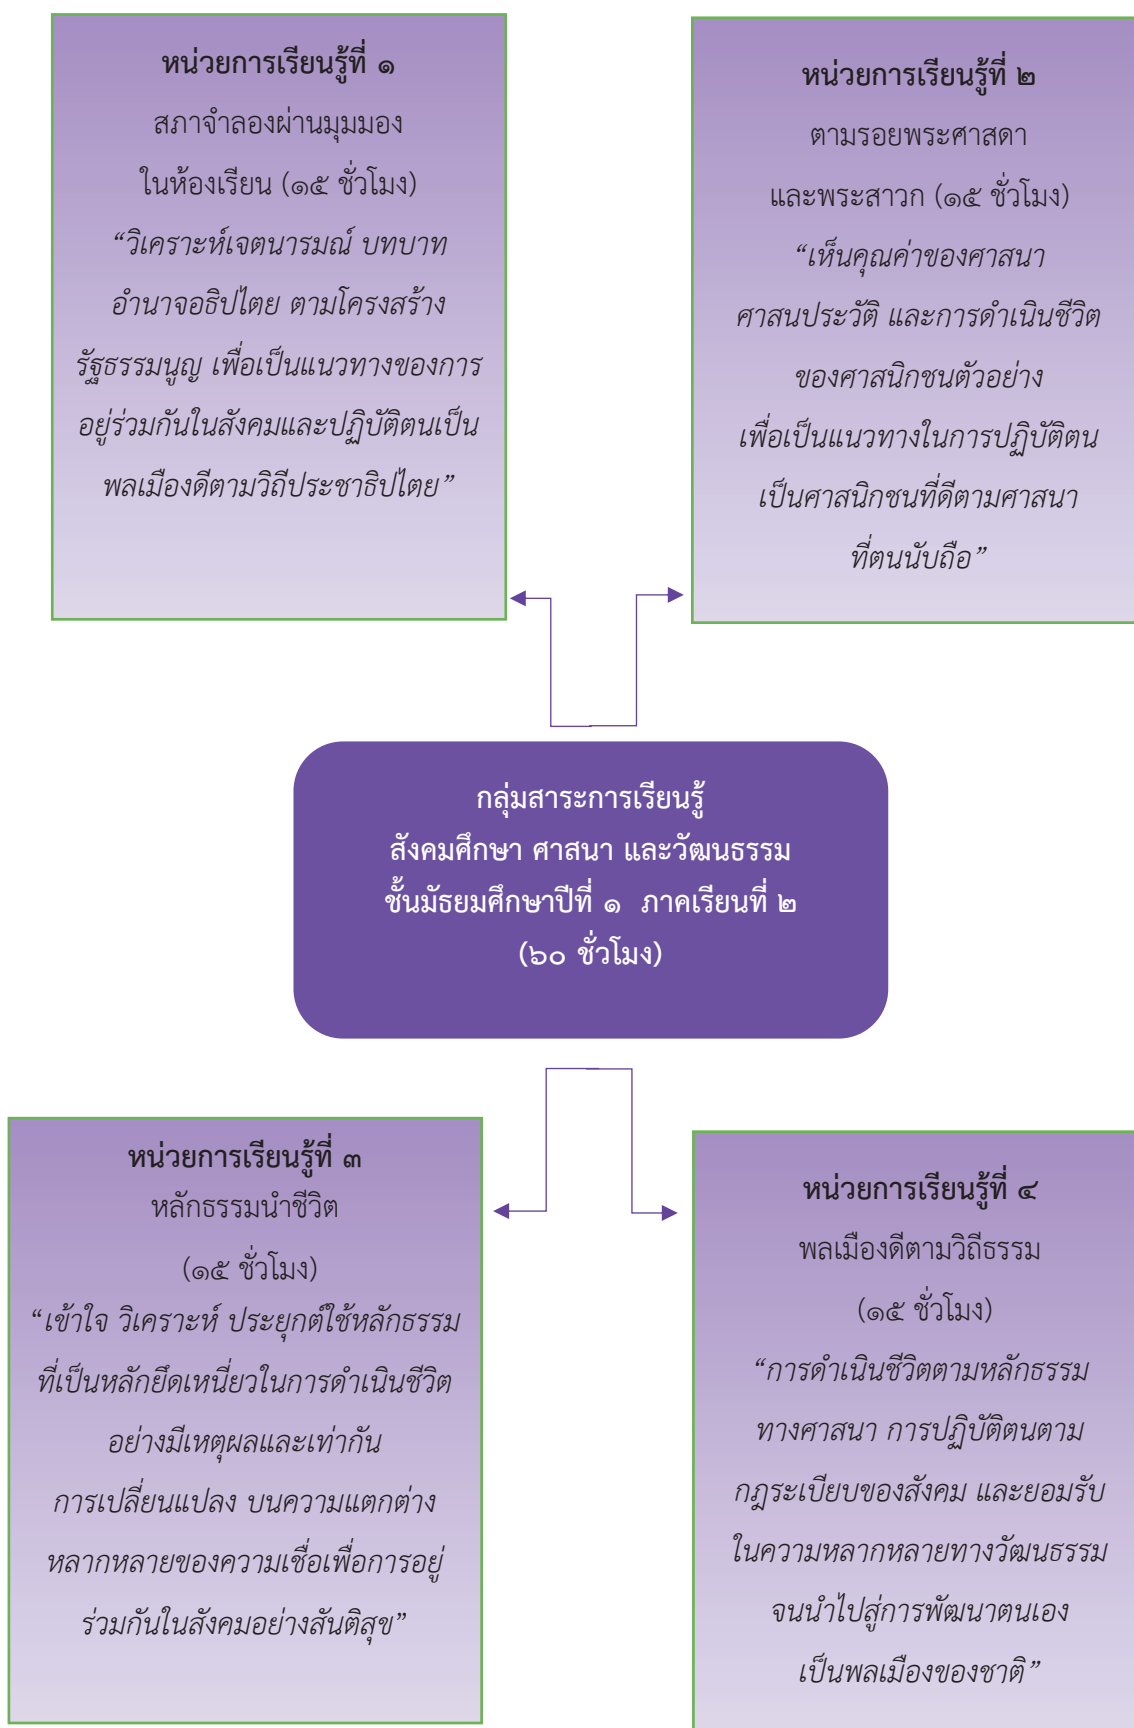 หน่วยการเรียนรู้ที่ ๑
สภาจำลองผ่านมุมมอง
ในห้องเรียน (๑๕ ชั่วโมง)
“วิเคราะห์เจตนารมณ์ บทบาท
อำนาจอธิปไตย ตามโครงสร้าง
รัฐธรรมนูญ เพื่อเป็นแนวทางของการ
อยู่ร่วมกันในสังคมและปฏิบัติตนเป็น
พลเมืองดีตามวิถีประชาธิปไตย”
หน่วยการเรียนรู้ที่ ๒
ตามรอยพระศาสดา
และพระสาวก (๑๕ ชั่วโมง)
“เห็นคุณค่าของศาสนา
ศาสนประวัติ และการดำเนินชีวิต
ของศาสนิกชนตัวอย่าง
เพื่อเป็นแนวทางในการปฏิบัติตน
เป็นศาสนิกชนที่ดีตามศาสนา
ที่ตนนับถือ”
กลุ่มสาระการเรียนรู้
สังคมศึกษา ศาสนา และวัฒนธรรม
ชั้นมัธยมศึกษาปีที่ ๑ ภาคเรียนที่ ๒
(๖๐ ชั่วโมง)
หน่วยการเรียนรู้ที่ ๓
หลักธรรมนำชีวิต
(๑๕ ชั่วโมง)
“เข้าใจ วิเคราะห์ ประยุกต์ใช้หลักธรรม
ที่เป็นหลักยึดเหนี่ยวในการดำเนินชีวิต
อย่างมีเหตุผลและเท่ากัน
การเปลี่ยนแปลง บนความแตกต่าง
หลากหลายของความเชื่อเพื่อการอยู่
ร่วมกันในสังคมอย่างสันติสุข”
หน่วยการเรียนรู้ที่ ๔
พลเมืองดีตามวิถีธรรม
(๑๕ ชั่วโมง)
“การดำเนินชีวิตตามหลักธรรม
ทางศาสนา การปฏิบัติตนตาม
กฎระเบียบของสังคม และยอมรับ
ในความหลากหลายทางวัฒนธรรม
จนนำไปสู่การพัฒนาตนเอง
เป็นพลเมืองของชาติ”